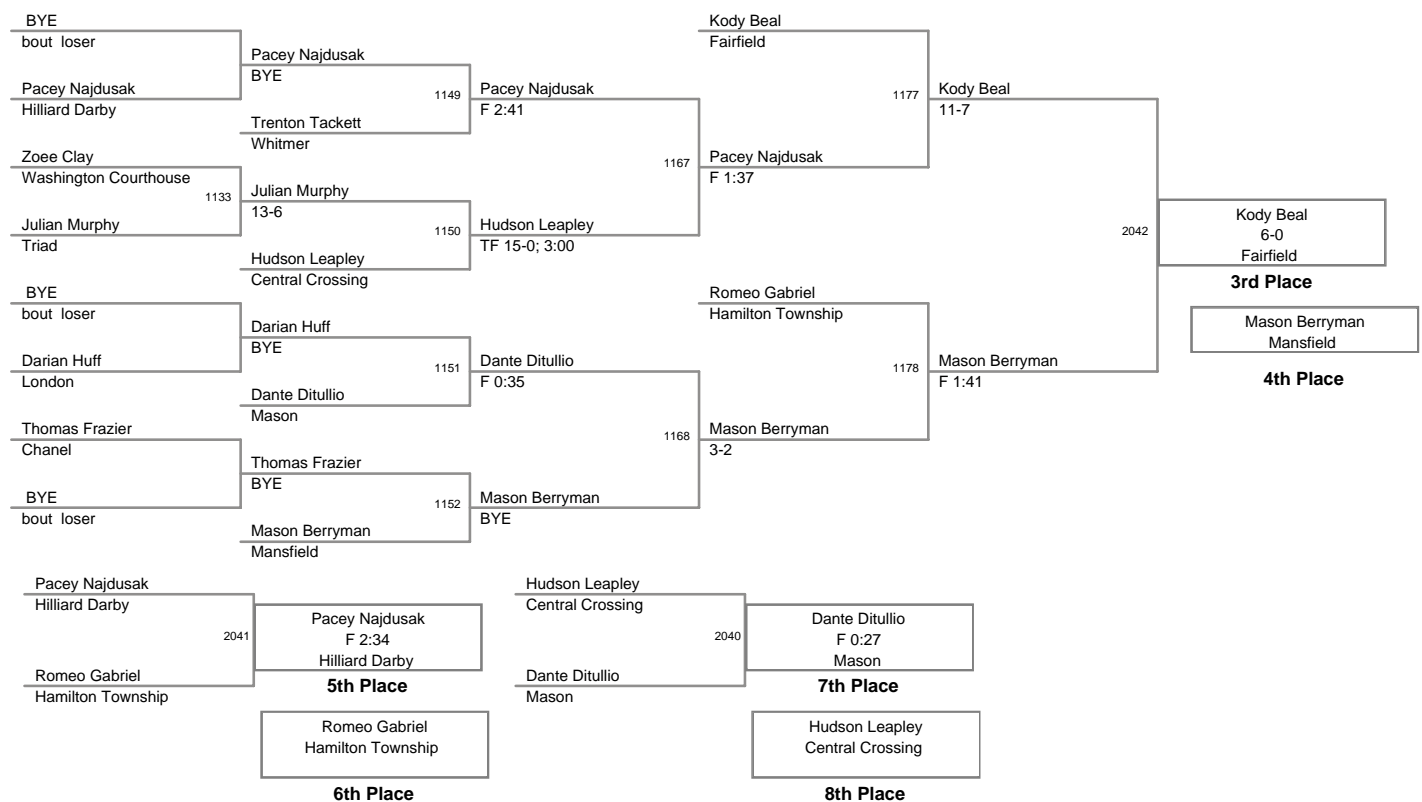 BYE
bout loser
Pacey Najdusak
Hilliard Darby
Zoee Clay
Washington Courthouse
1133
Julian Murphy
Triad
BYE
bout loser
Darian Huff
London
Thomas Frazier
Chanel
BYE
bout loser
Pacey Najdusak
BYE
1149
Trenton Tackett
Whitmer
Julian Murphy
13-6
1150
Hudson Leapley
Central Crossing
Darian Huff
BYE
1151
Dante Ditullio
Mason
Thomas Frazier
BYE
1152
Mason Berryman
Mansfield
Pacey Najdusak
F 2:41
1167
Hudson Leapley
TF 15-0; 3:00
Dante Ditullio
F 0:35
1168
Mason Berryman
BYE
Kody Beal
Fairfield
1177
Pacey Najdusak
F 1:37
Romeo Gabriel
Hamilton Township
1178
Mason Berryman
3-2
Kody Beal
11-7
2042
Mason Berryman
F 1:41
Kody Beal
6-0
Fairfield
3rd Place
Mason Berryman
Mansfield
4th Place
Pacey Najdusak
Hilliard Darby
2041
Romeo Gabriel
Hamilton Township
Pacey Najdusak
F 2:34
Hilliard Darby
5th Place
Romeo Gabriel
Hamilton Township
6th Place
Hudson Leapley
Central Crossing
2040
Dante Ditullio
Mason
Dante Ditullio
F 0:27
Mason
7th Place
Hudson Leapley
Central Crossing
8th Place